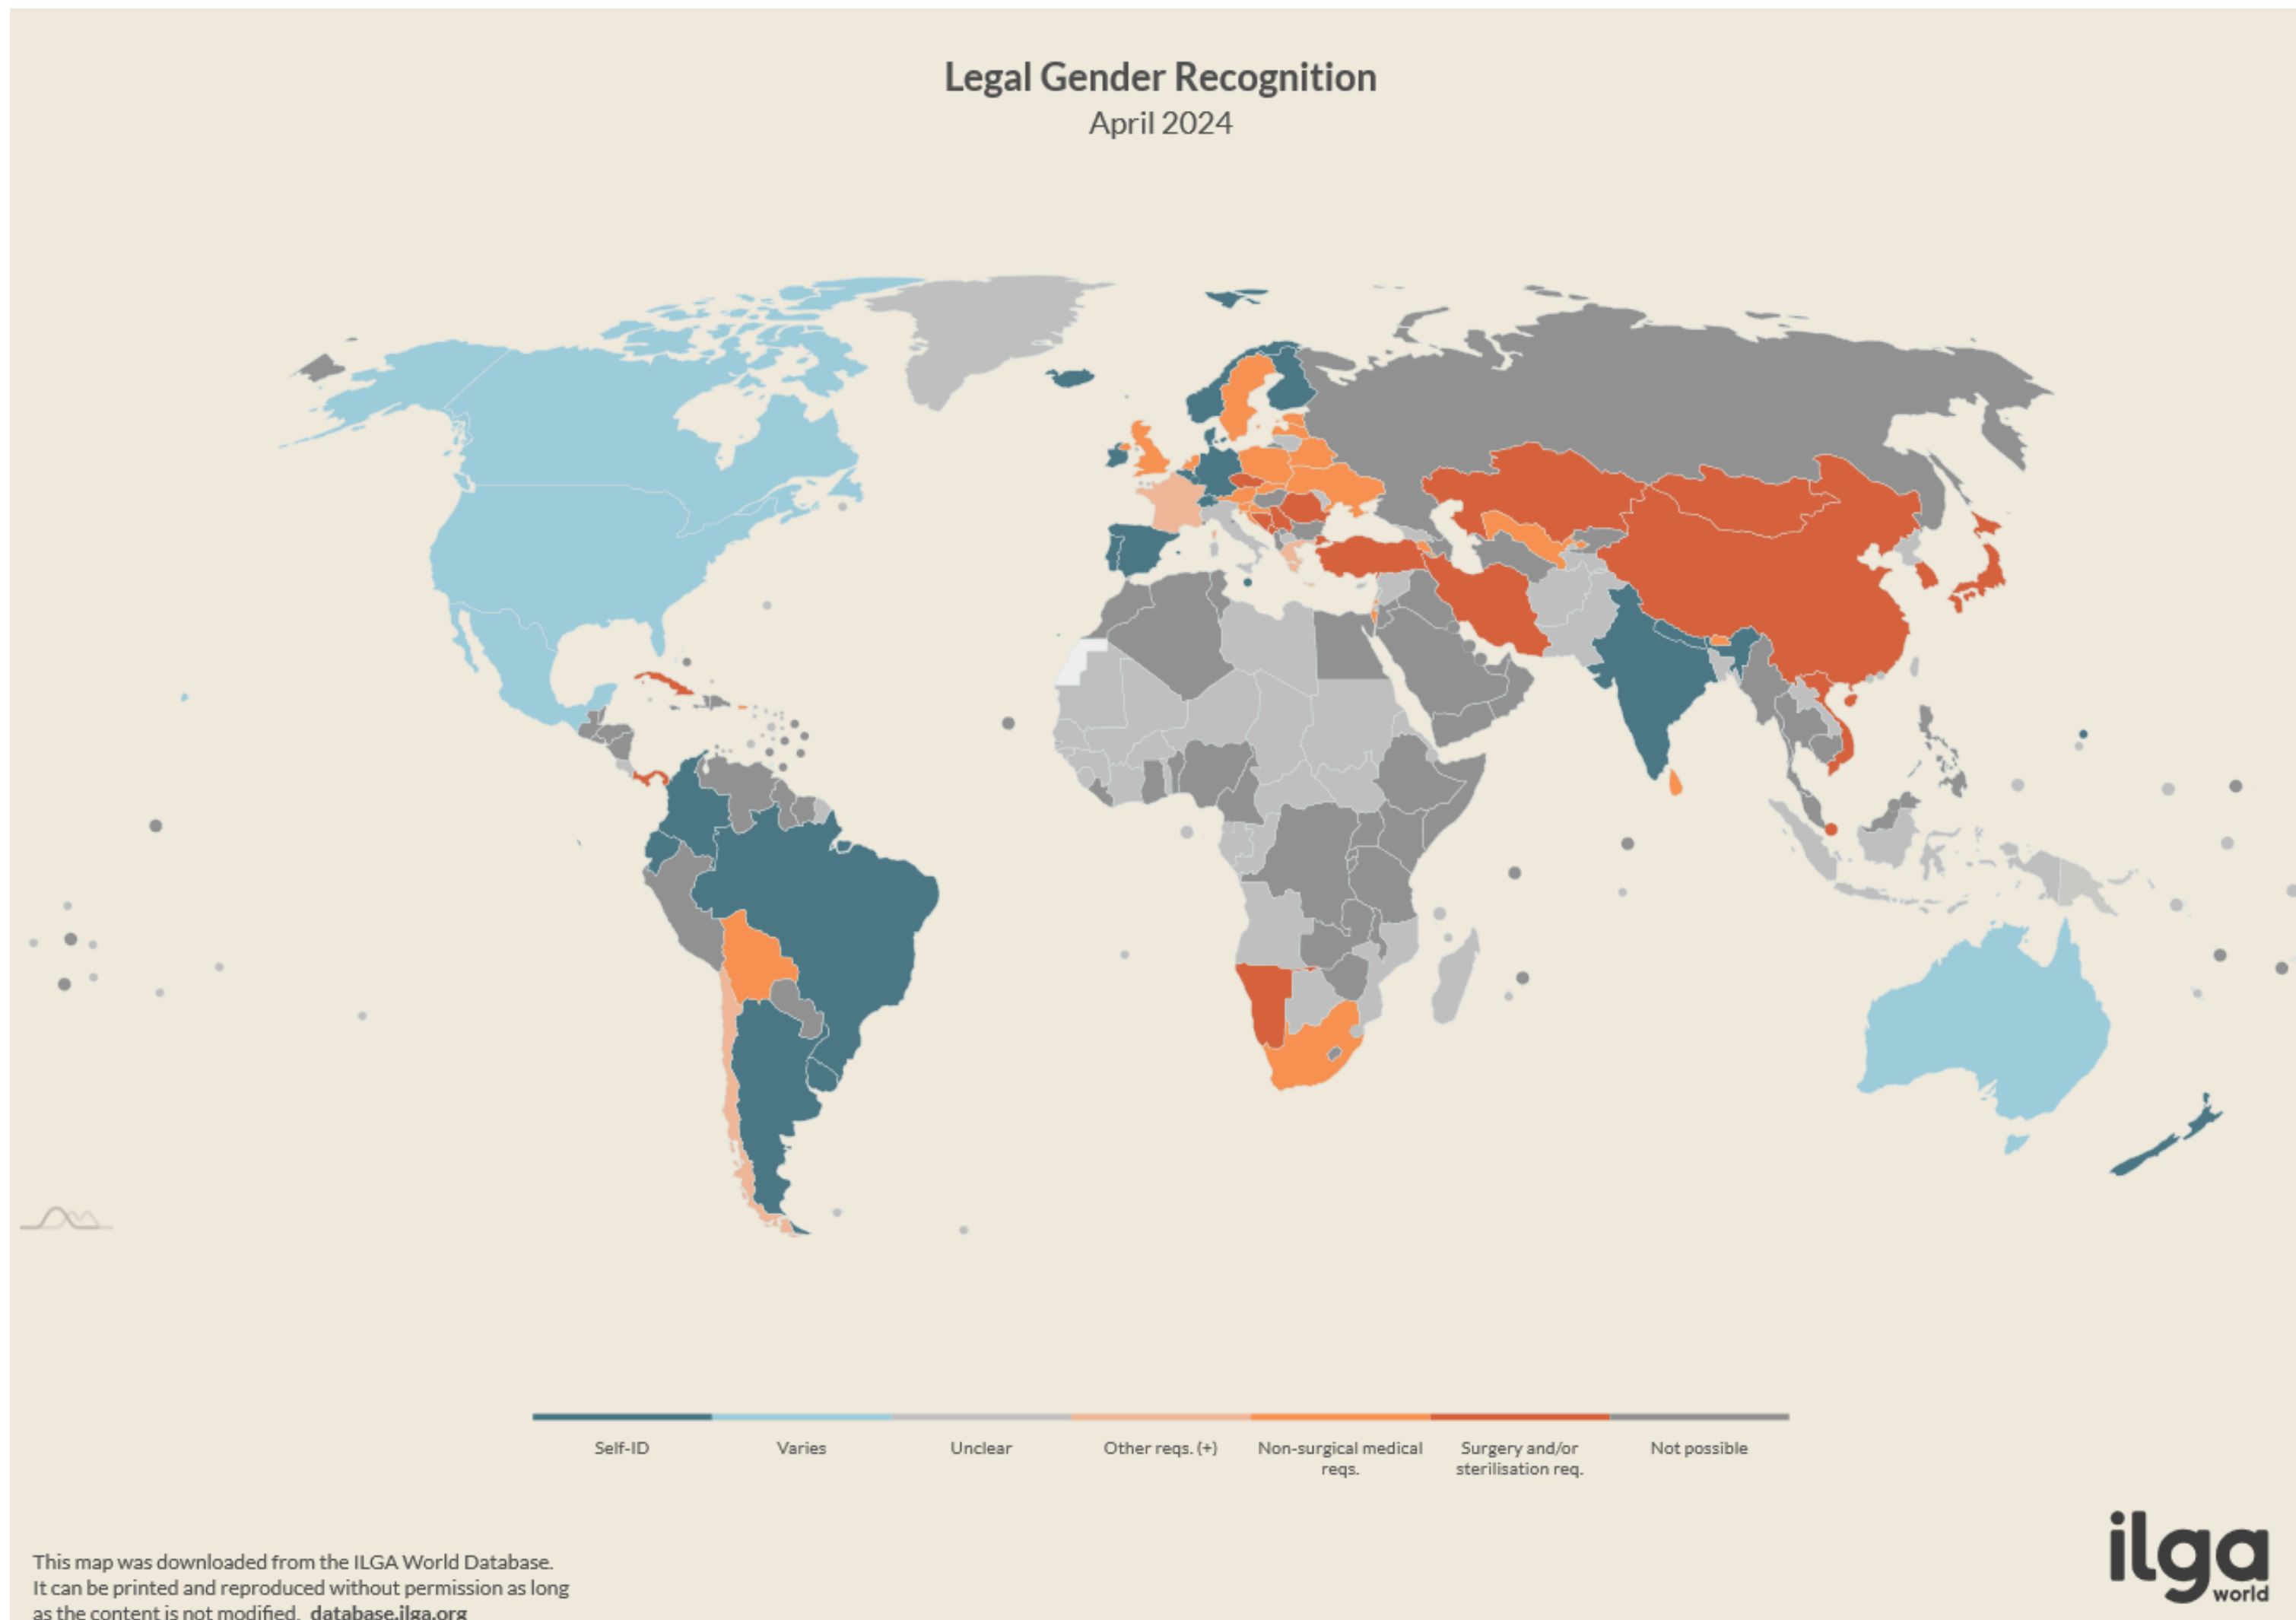 Legal Gender Recognition
April 2024
Self-ID
Varies
Unclear
Other reqs. (+)
Non-surgical medical
reqs.
Surgery and/or
sterilisation req.
Not possible
This map was downloaded from the ILGA World Database.
It can be printed and reproduced without permission as long
as the content is not modified. database.ilga.org
ilga
world